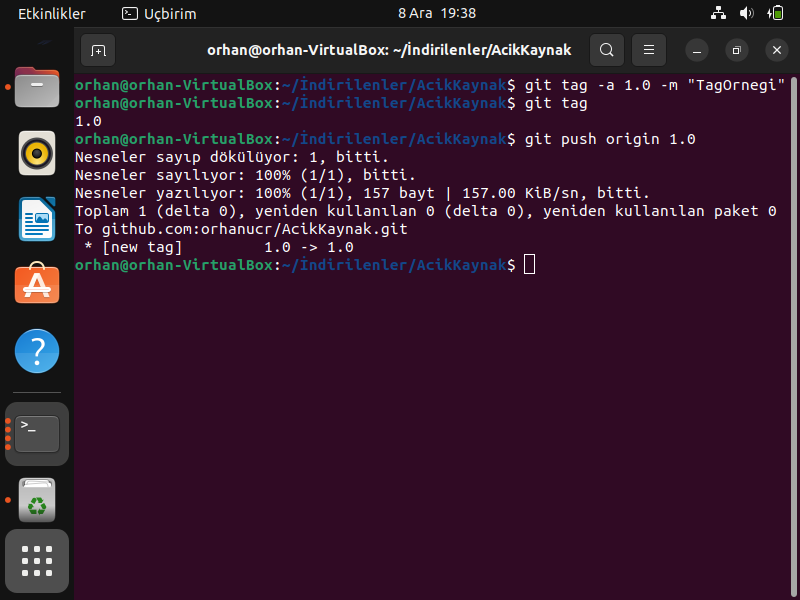 Etkinlikler
Uçbirim
8 Ara 19:38
orhan@orhan-VirtualBox: ~/İndirilenler/AcikKaynak
orhan@orhan-VirtualBox:~/İndirilenler/AcikKaynak$ git tag -a 1.0 -m "TagOrnegi"
orhan@orhan-VirtualBox:~/İndirilenler/AcikKaynak$ git tag
1.0
orhan@orhan-VirtualBox:~/İndirilenler/AcikKaynak$ git push origin 1.0
Nesneler sayıp dökülüyor: 1, bitti.
Nesneler sayılıyor: 100% (1/1), bitti.
Nesneler yazılıyor: 100% (1/1), 157 bayt | 157.00 KiB/sn, bitti.
Toplam 1 (delta 0), yeniden kullanılan 0 (delta 0), yeniden kullanılan paket 0
To github.com:orhanucr/AcikKaynak.git
 * [new tag]         1.0 -> 1.0
orhan@orhan-VirtualBox:~/İndirilenler/AcikKaynak$